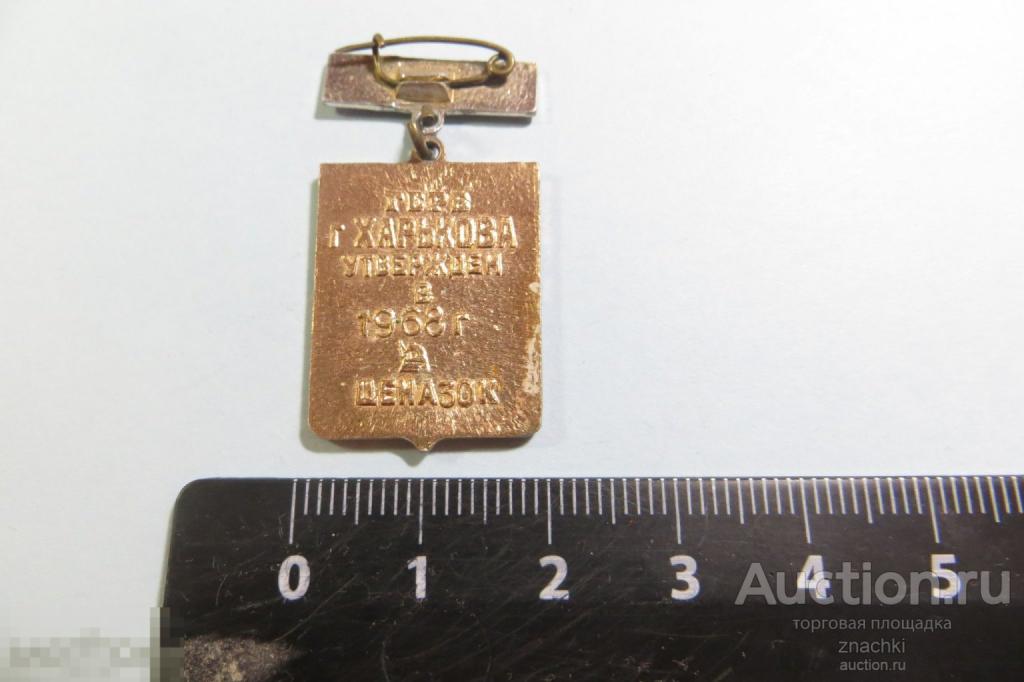 ГЕРБ
г ХАРЬКОВА
УТВЕРЖДЕН
В
1968 г
ЦЕНА 30 К
0 1 2 3 4 5
Auction.ru
торговая площадка
znachki
auction.ru